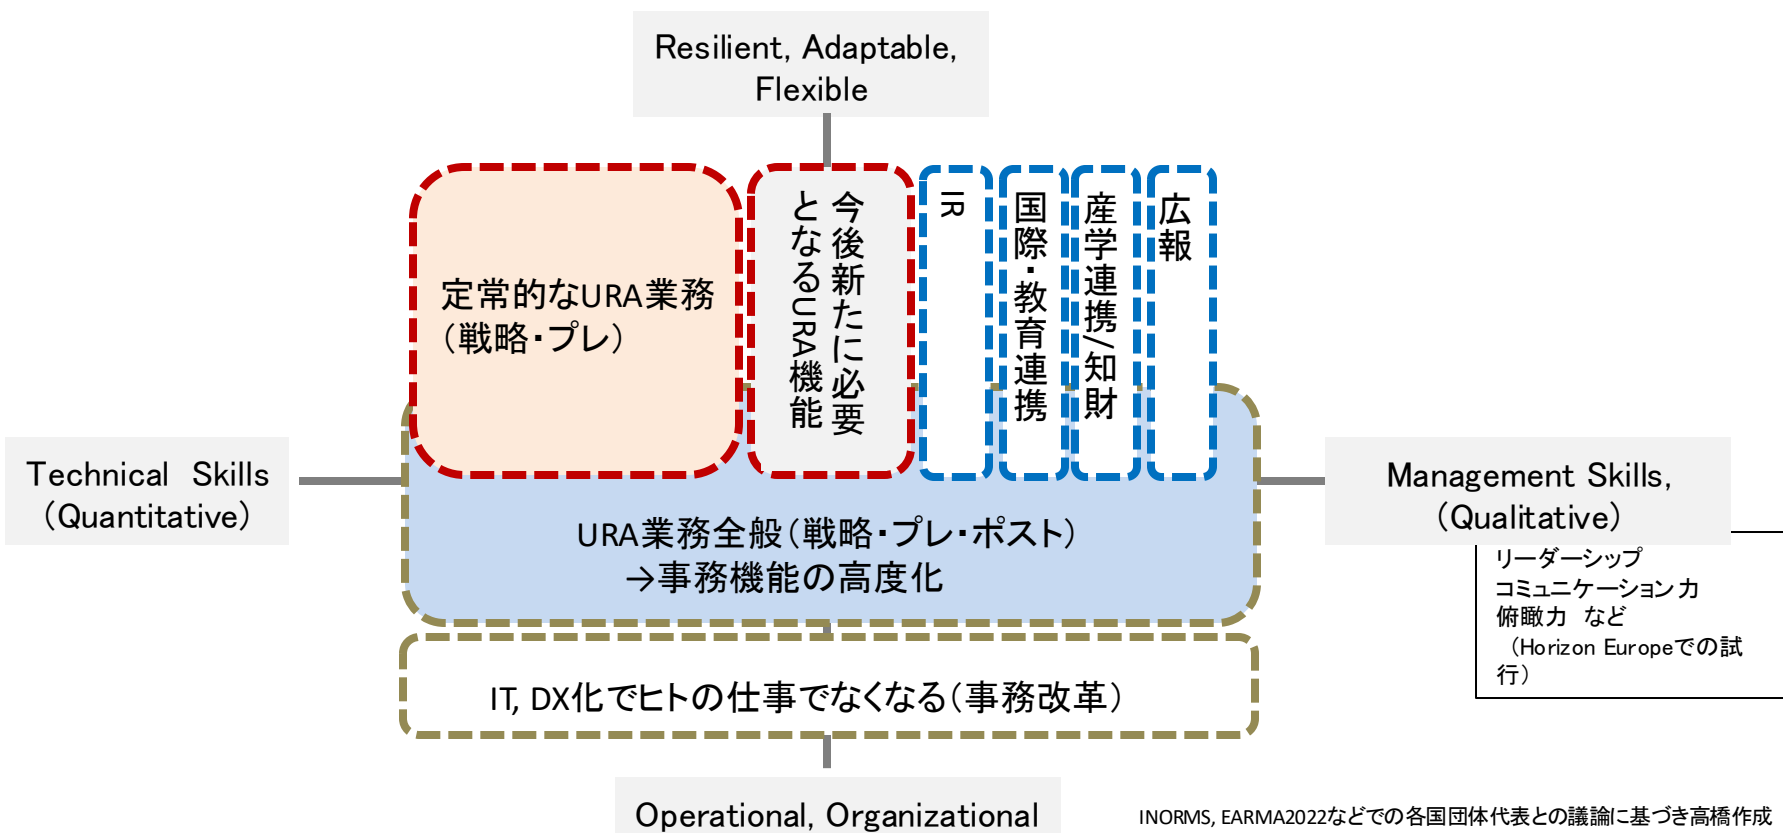 Resilient, Adaptable,
Flexible
定常的なURA業務
（戦略・プレ）
今後新たに必要
となるURA機能
IR
国際・教育連携
産学連携/知財
広報
Technical Skills
（Quantitative）
Management Skills,
（Qualitative）
URA業務全般（戦略・プレ・ポスト）
→事務機能の高度化
リーダーシップ
コミュニケーション力
俯瞰力 など
（Horizon Europeでの試
行）
IT, DX化でヒトの仕事でなくなる（事務改革）
Operational, Organizational
INORMS, EARMA2022などでの各国団体代表との議論に基づき高橋作成